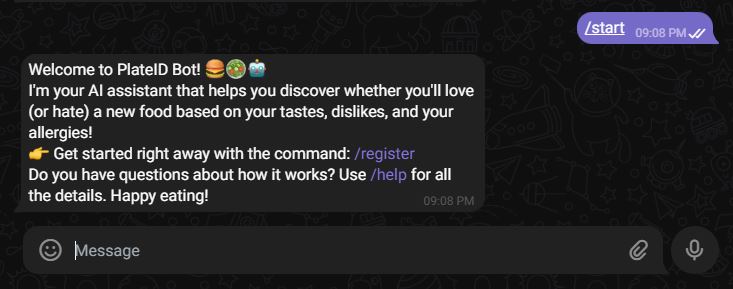 /start
09:08 PM
Welcome to PlateID Bot! 🍔🥗🤖
I'm your AI assistant that helps you discover whether you'll love
(or hate) a new food based on your tastes, dislikes, and your
allergies!
👉 Get started right away with the command: /register
Do you have questions about how it works? Use /help for all
the details. Happy eating!
09:08 PM
Message